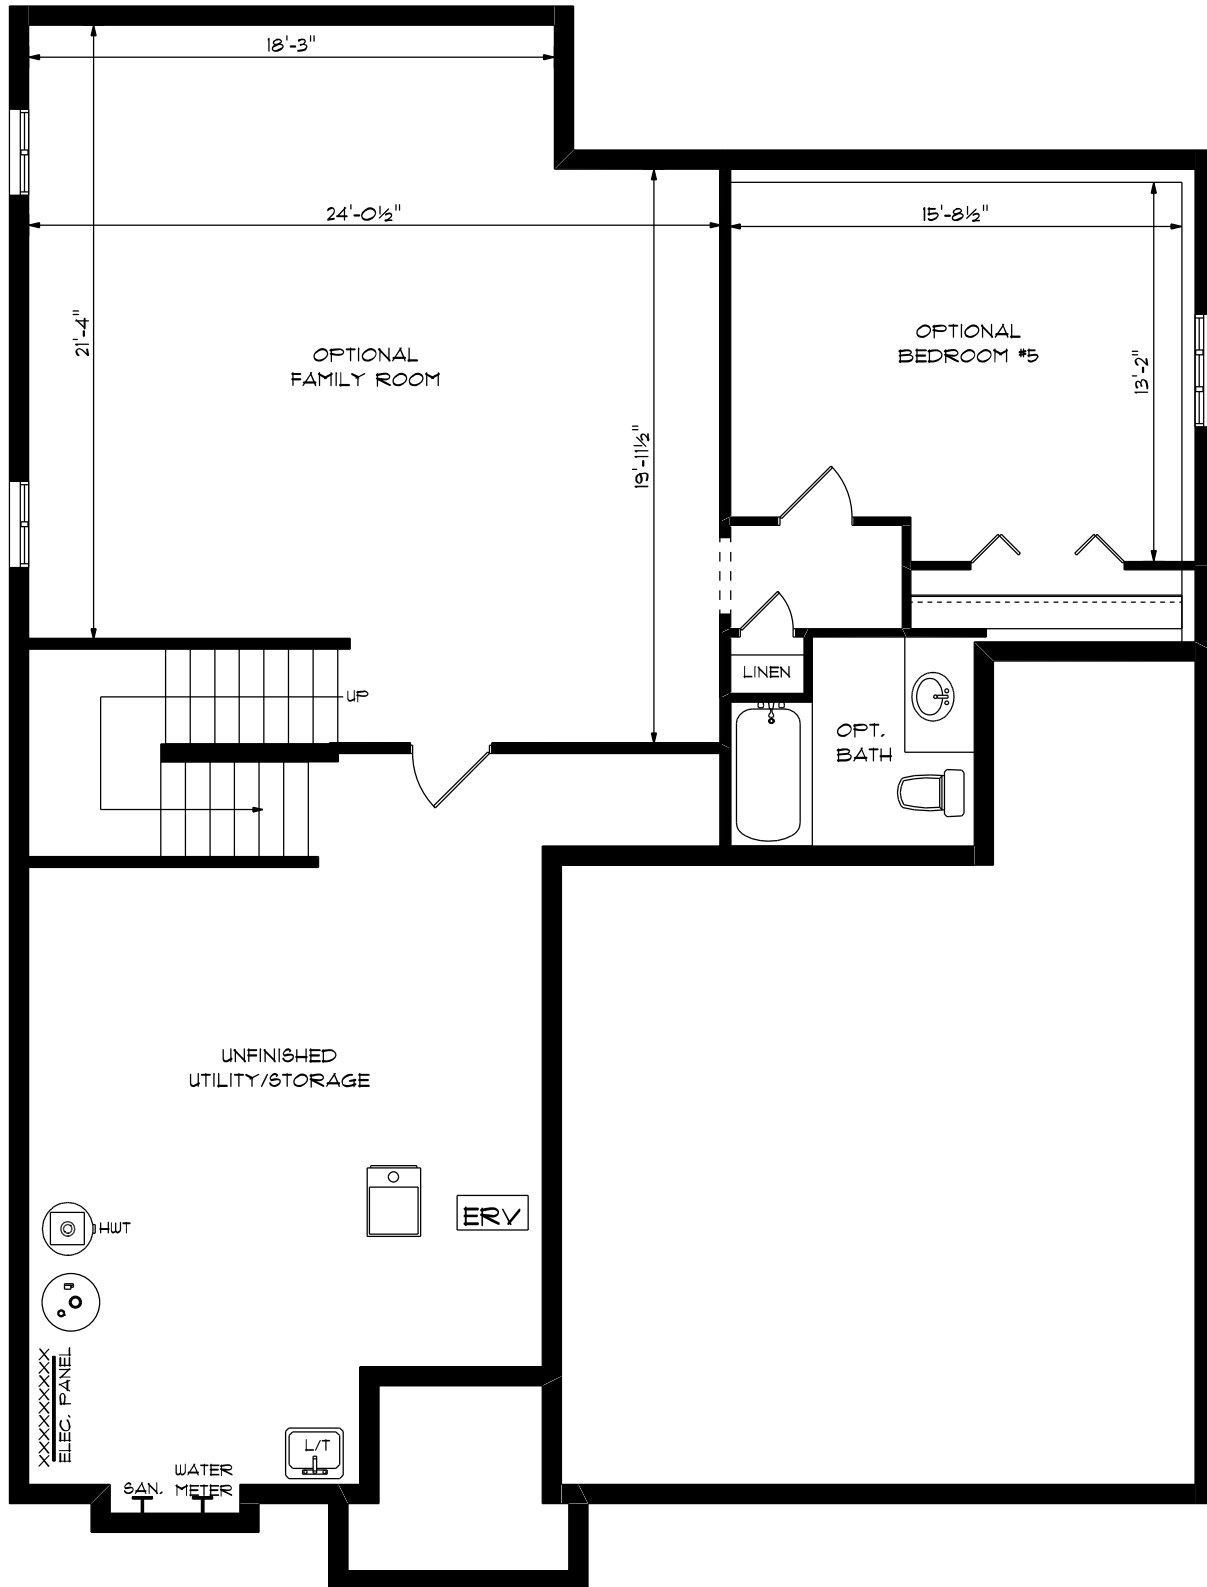 18'-3"
24'-0½"
15'-8½"
21'-4"
OPTIONAL
FAMILY ROOM
19'-11½"
OPTIONAL
BEDROOM #5
13'-2"
LINEN
UP
OPT.
BATH
UNFINISHED
UTILITY/STORAGE
ERV
HWT
XXXXXXXXXX
ELEC. PANEL
L/T
SAN.
WATER
METER